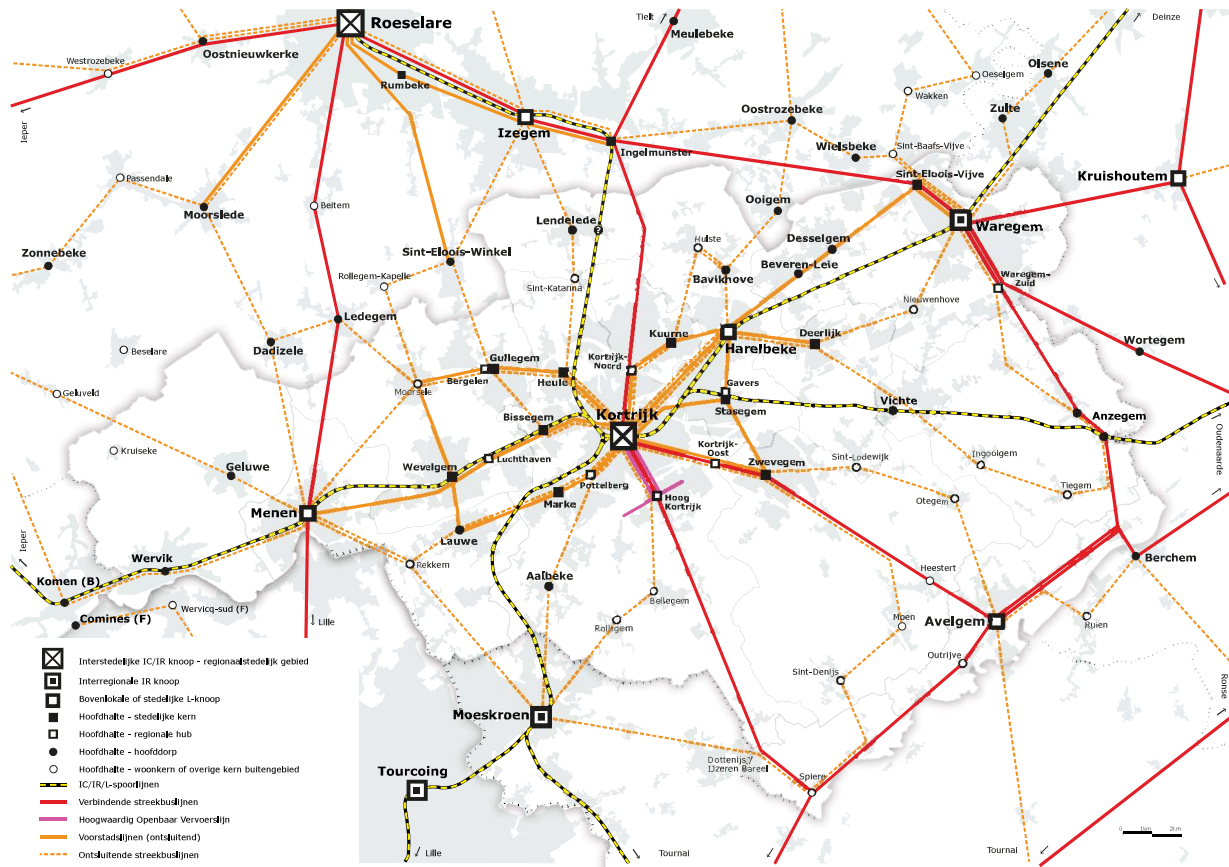 Roeselare
Tielt
Deinze
Meulebeke
Oostnieuwkerke
Westrozebeke
Olsene
Oeselgem
Rumbeke
Wakken
Ieper
Izegem
Oostrozebeke
Zulte
Ingelmunster
Wielsbeke
Sint-Baafs-Vijve
Passendale
Sint-Eloois-Vijve
Kruishoutem
Beitem
Moorslede
Ooigem
Lendelede
?
Waregem
Zonnebeke
Sint-Eloois-Winkel
Hulste
Desselgem
Beveren-Leie
Rollegem-Kapelle
Sint-Katarina
Bavikhove
Waregem-
Zuid
Nieuwenhove
Ledegem
Kuurne
Deerlijk
Harelbeke
Dadizele
Wortegem
Beselare
Kortrijk-
Noord
Gullegem
Bergelen
Heule
Geluveld
Moorsele
Gavers
Stasegem
Vichte
Kortrijk
Anzegem
Bissegem
Kruiseke
Kortrijk-
Oost
Oudenaarde
Wevelgem
Luchthaven
Sint-Lodewijk
Ingooigem
Geluwe
Zwevegem
Pottelberg
Hoog
Kortrijk
Marke
Tiegem
Otegem
Menen
Lauwe
Ieper
Wervik
Rekkem
Berchem
Komen (B)
Aalbeke
Heestert
Bellegem
Wervicq-sud (F)
Comines (F)
Lille
Rollegem
Moen
Avelgem
Ruien
Outrijve
Sint-Denijs
Ronse
Moeskroen
Dottenijs /
IJzeren Bareel
Spiere
Tourcoing
Lille
Tournai
Tournai
Interstedelijke IC/IR knoop - regionaalstedelijk gebied
Interregionale IR knoop
Bovenlokale of stedelijke L-knoop
Hoofdhalte - stedelijke kern
Hoofdhalte - regionale hub
Hoofdhalte - hoofddorp
Hoofdhalte - woonkern of overige kern buitengebied
IC/IR/L-spoorlijnen
Verbindende streekbuslijnen
Hoogwaardig Openbaar Vervoerslijn
Voorstadslijnen (ontsluitend)
Ontsluitende streekbuslijnen
0 1km 2km